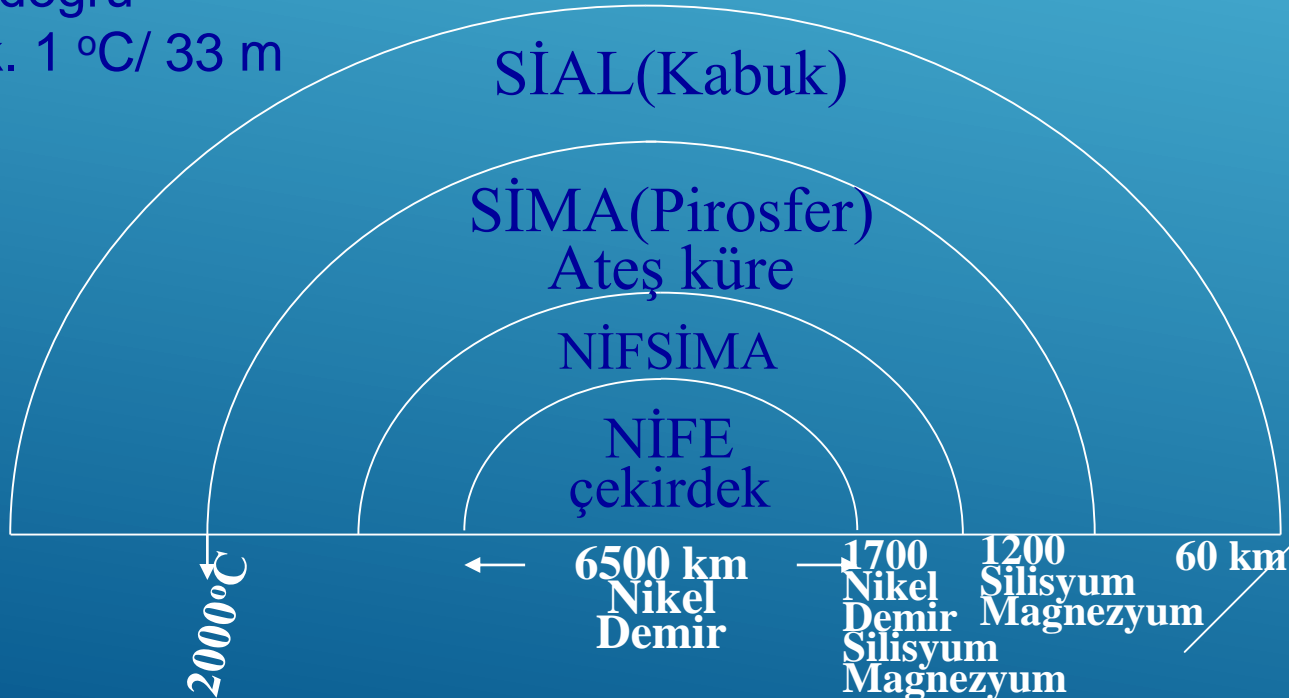 doğru
. 1 ºC/ 33 m
SİAL(Kabuk)
SİMA(Pirosfer)
Ateş küre
NİFSİMA
NİFE
çekirdek
2000ºC
6500 km
Nikel
Demir
1700
Nikel
Demir
Silisyum
Magnezyum
1200
Silisyum
Magnezyum
60 km